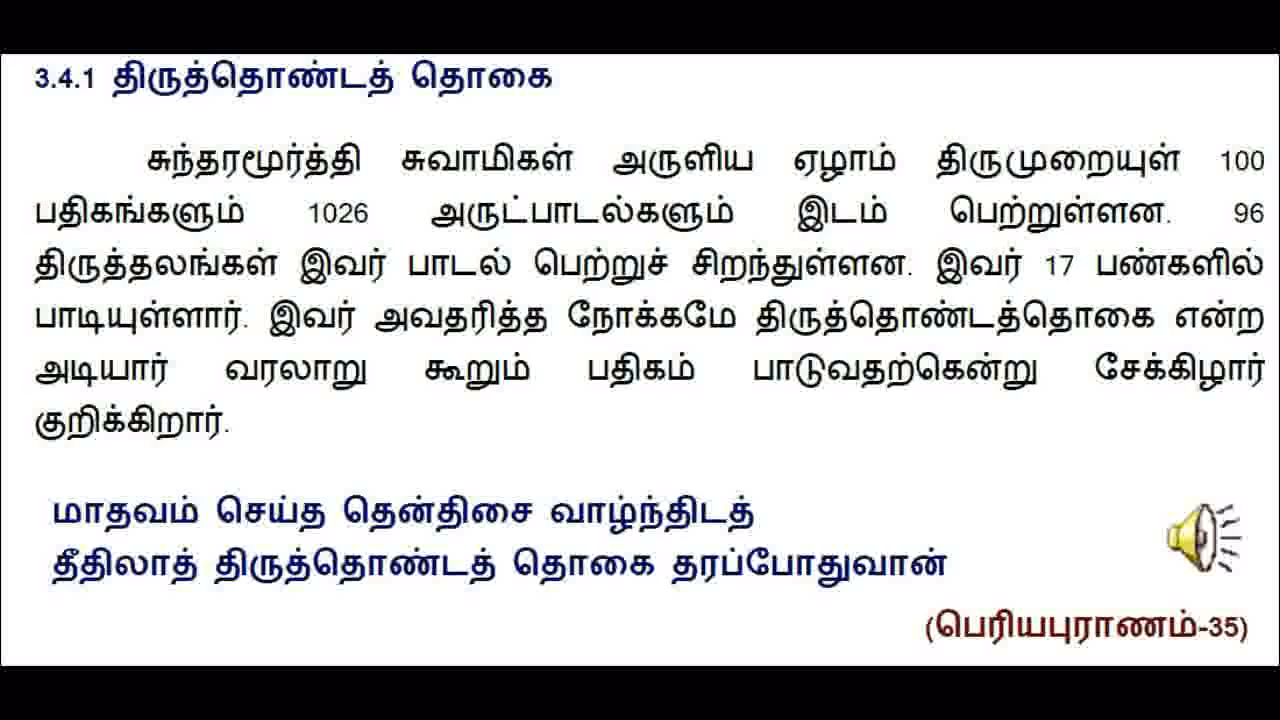 3.4.1 திருத்தொண்டத் தொகை
சுந்தரமூர்த்தி சுவாமிகள் அருளிய ஏழாம் திருமுறையுள் 100
பதிகங்களும் 1026 அருட்பாடல்களும் இடம் பெற்றுள்ளன. 96
திருத்தலங்கள் இவர் பாடல் பெற்றுச் சிறந்துள்ளன. இவர் 17 பண்களில்
பாடியுள்ளார். இவர் அவதரித்த நோக்கமே திருத்தொண்டத்தொகை என்ற
அடியார் வரலாறு கூறும் பதிகம் பாடுவதற்கென்று சேக்கிழார்
குறிக்கிறார்.
மாதவம் செய்த தென்திசை வாழ்ந்திடத்
தீதிலாத் திருத்தொண்டத் தொகை தரப்போதுவான்
(பெரியபுராணம்-35)